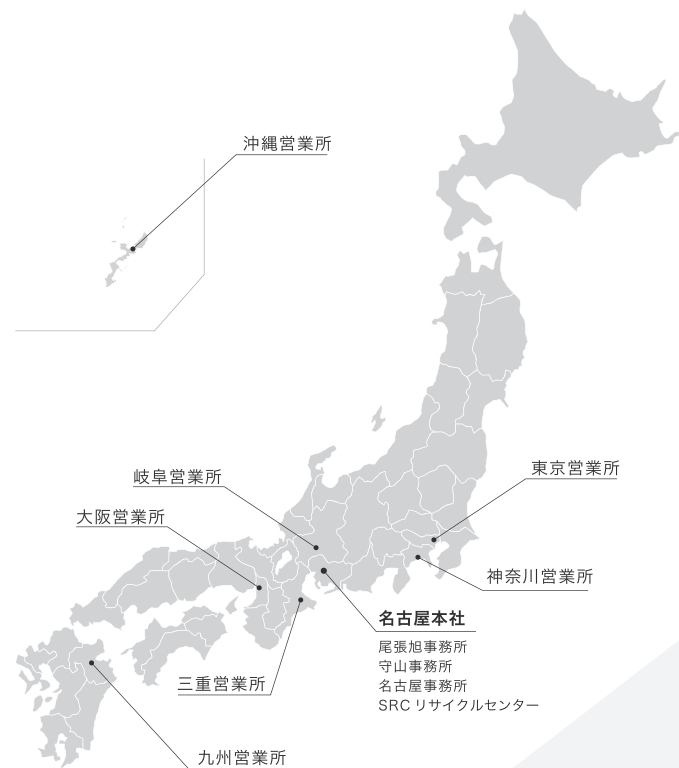 沖縄営業所
東京営業所
岐阜営業所
大阪営業所
神奈川営業所
名古屋本社
尾張旭事務所
守山事務所
名古屋事務所
SRCリサイクルセンター
三重営業所
九州営業所